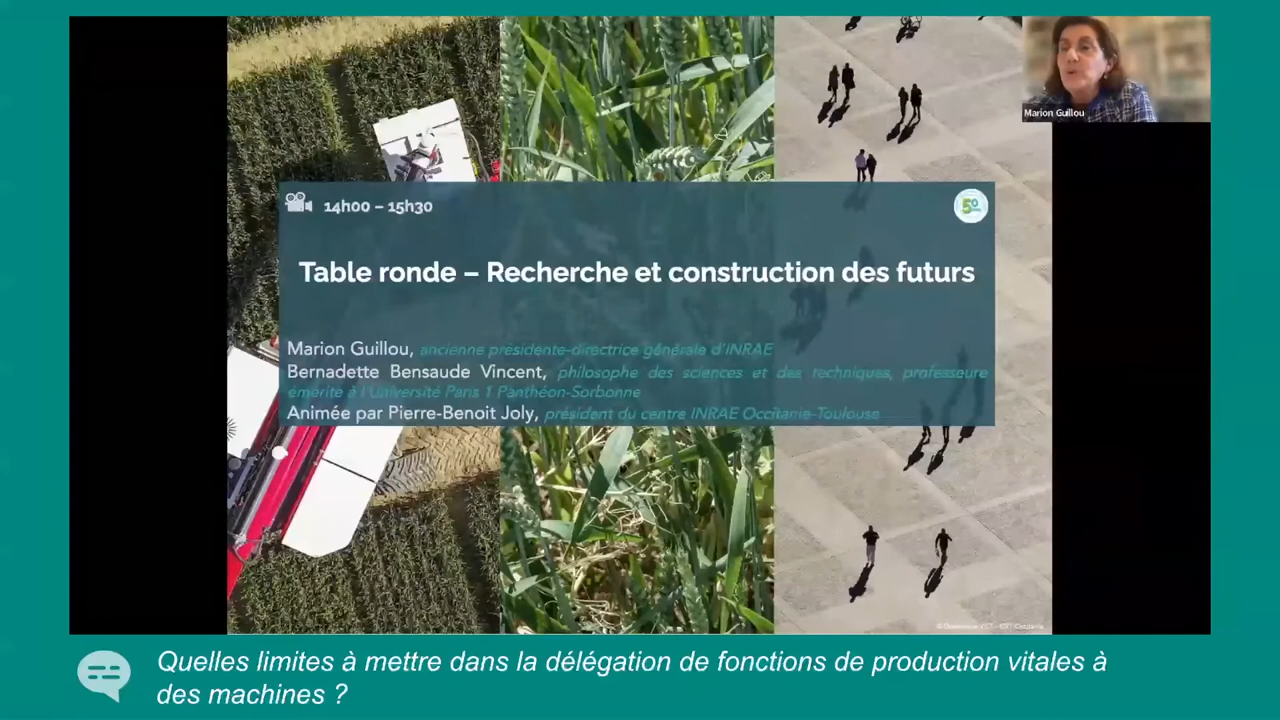 Marion Guillou
14h00 – 15h30
50
Table ronde – Recherche et construction des futurs
Marion Guillou, ancienne présidente-directrice générale d'INRAE
Bernadette Bensaude Vincent, philosophe des sciences et des techniques, professeure
émérite à l'Université Paris 1 Panthéon-Sorbonne
Animée par Pierre-Benoit Joly, président du centre INRAE Occitanie-Toulouse
Quelles limites à mettre dans la délégation de fonctions de production vitales à
des machines ?